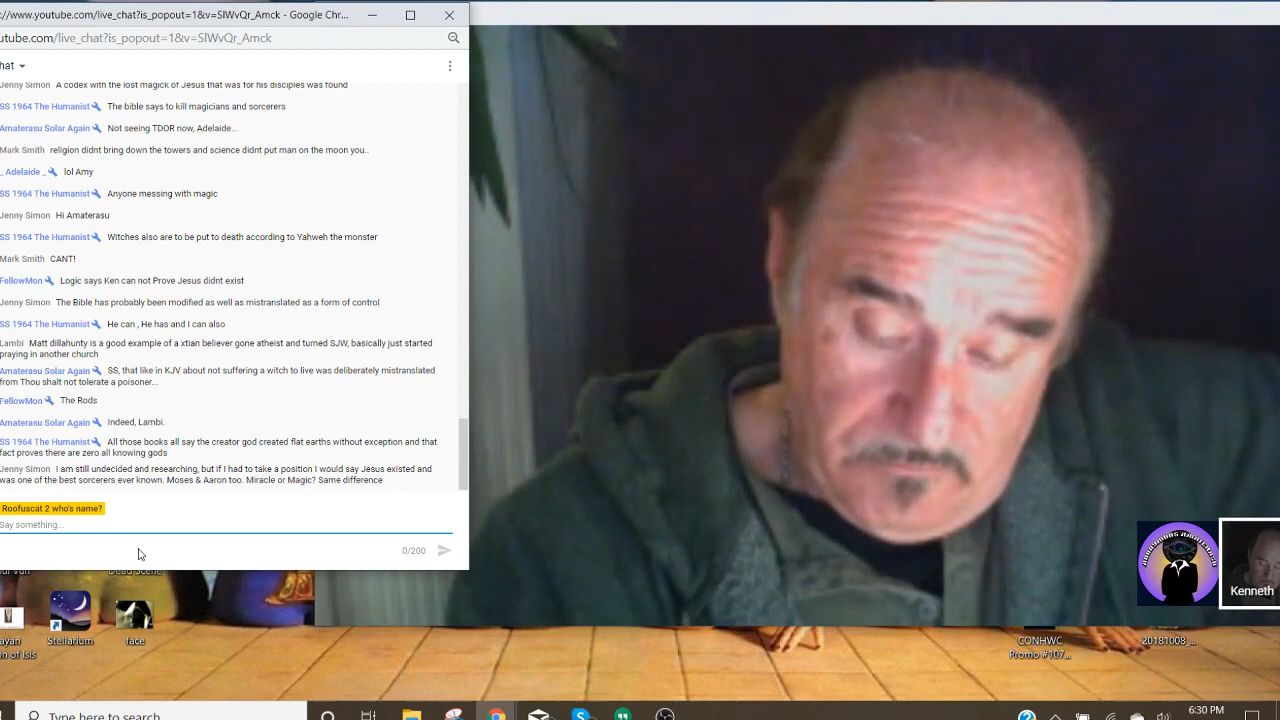 ://www.youtube.com/live_chat?is_popout=1&v=SlWvQr_Amck - Google Chr...
utube.com/live_chat?is_popout=1&v=SlWvQr_Amck
hat
Jenny Simon A codex with the lost magick of Jesus that was for his disciples was found
SS 1964 The Humanist The bible says to kill magicians and sorcerers
Amaterasu Solar Again Not seeing TDOR now, Adelaide...
Mark Smith religion didnt bring down the towers and science didnt put man on the moon you..
_ Adelaide _ lol Amy
SS 1964 The Humanist Anyone messing with magic
Jenny Simon Hi Amaterasu
SS 1964 The Humanist Witches also are to be put to death according to Yahweh the monster
Mark Smith CANT!
FellowMon Logic says Ken can not Prove Jesus didnt exist
Jenny Simon The Bible has probably been modified as well as mistranslated as a form of control
SS 1964 The Humanist He can , He has and I can also
Lambi Matt dillahunty is a good example of a xtian believer gone atheist and turned SJW, basically just started
praying in another church
Amaterasu Solar Again SS, that like in KJV about not suffering a witch to live was deliberately mistranslated
from Thou shalt not tolerate a poisoner...
FellowMon The Rods
Amaterasu Solar Again Indeed, Lambi.
SS 1964 The Humanist All those books all say the creator god created flat earths without exception and that
fact proves there are zero all knowing gods
Jenny Simon I am still undecided and researching, but if I had to take a position I would say Jesus existed and
was one of the best sorcerers ever known. Moses & Aaron too. Miracle or Magic? Same difference
Roofuscat 2 who's name?
Say something...
0/200
Dead Scene
Kenneth
ayan
on of Isis
Stellarium
face
CONHWC
Promo #107...
20181008_...
Type here to search
6:30 PM